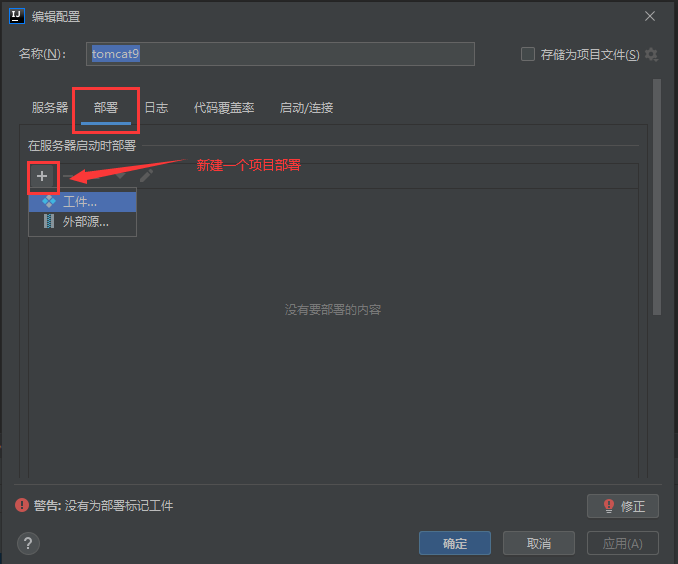 编辑配置
名称(N)： tomcat9 存储为项目文件(S)
服务器 部署 日志 代码覆盖率 启动/连接
在服务器启动时部署
新建一个项目部署
工件...
外部源...
没有要部署的内容
警告: 没有为部署标记工件 修正
确定 取消 应用(A)